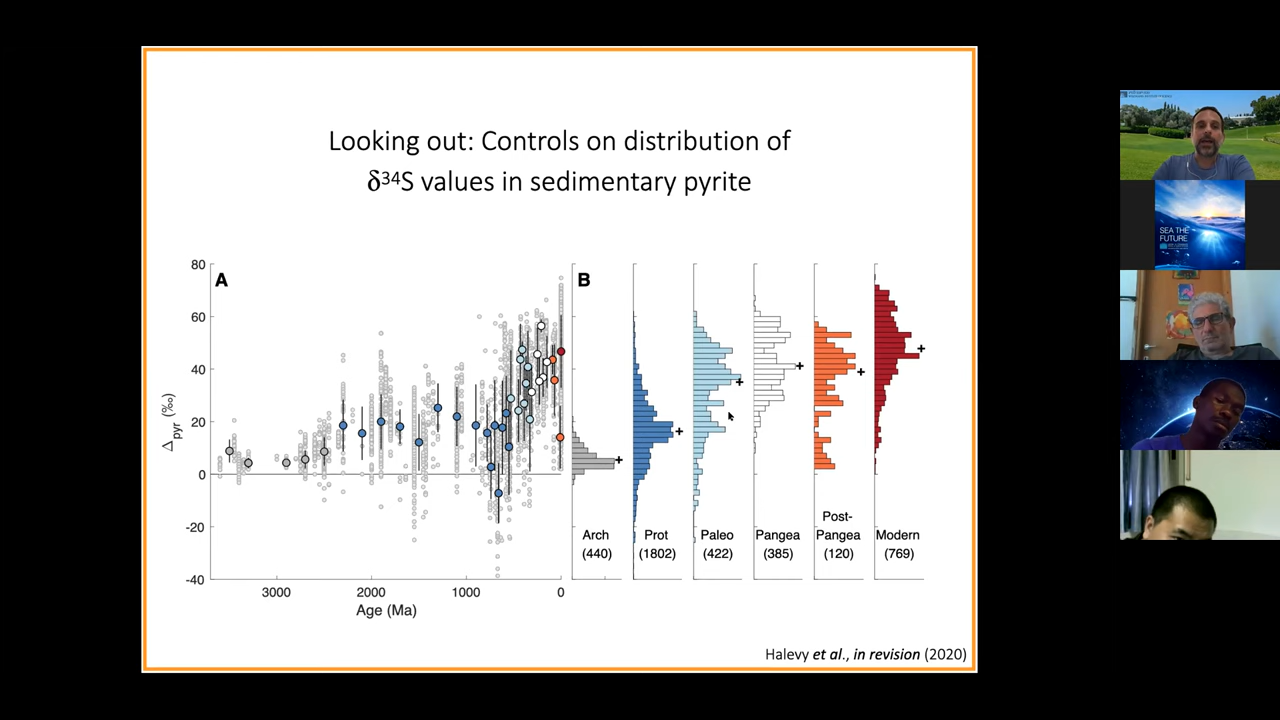 Looking out: Controls on distribution of
δ34S values in sedimentary pyrite
A
B
80
60
40
20
0
-20
-40
Δpyr (‰)
3000
2000
1000
0
Age (Ma)
Arch
(440)
Prot
(1802)
Paleo
(422)
Pangea
(385)
Post-
Pangea
(120)
Modern
(769)
Halevy et al., in revision (2020)
SEA THE
FUTURE